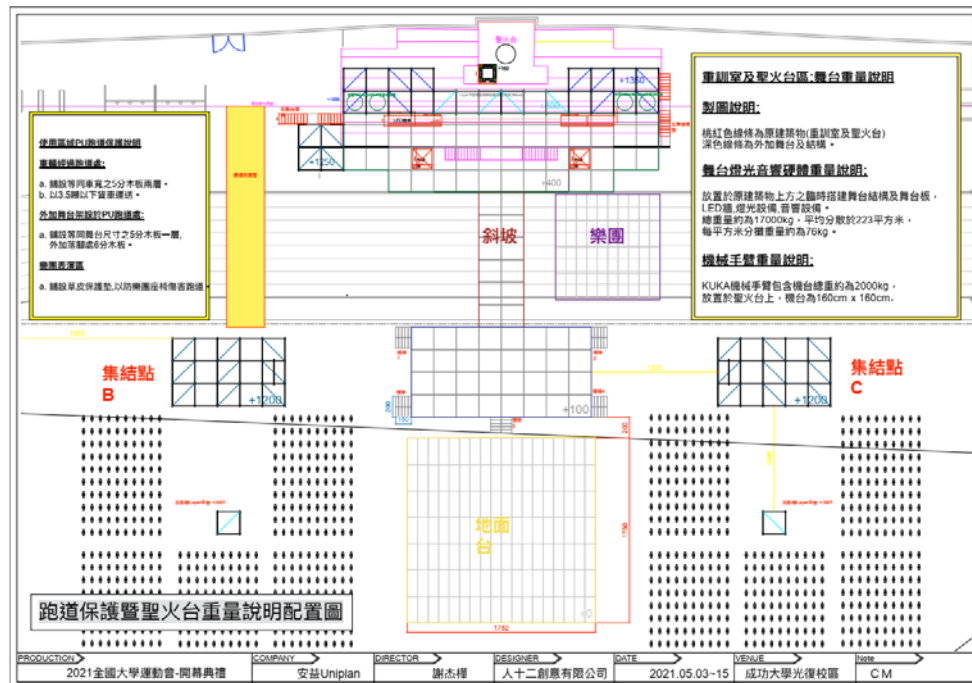 聖火台
+1350
重訓室及聖火台區:舞台重量說明
製圖說明:
桃紅色線條為原建築物(重訓室及聖火台)
深色線條為外加舞台及結構。
舞台燈光音響硬體重量說明:
放置於原建築物上方之臨時搭建舞台結構及舞台板,
LED牆,燈光設備,音響設備。
總重量約為17000kg,平均分散於223平方米,
每平方米分攤重量約為76kg。
機械手臂重量說明:
KUKA機械手臂包含機台總重約為2000kg,
放置於聖火台上,機台為160cm x 160cm.
使用區域PU跑道保護說明
車輛經過跑道處:
a. 鋪設等同車寬之5分木板兩層。
b. 以3.5噸以下貨車運送。
外加舞台架設於PU跑道處:
a. 鋪設等同舞台尺寸之5分木板一層,
外加落腳處6分木板。
樂團表演區
a. 鋪設草皮保護墊,以防樂團座椅傷害跑道。
+1250
+400
斜坡
樂團
集結點
B
+1200
+100
集結點
C
+1200
200
150
200
1750
地面
台
+0
1782
跑道保護暨聖火台重量說明配置圖
PRODUCTION
2021全國大學運動會-開幕典禮
COMPANY
安益Uniplan
DIRECTOR
謝杰樺
DESIGNER
人十二創意有限公司
DATE
2021.05.03~15
VENUE
成功大學光復校區
Note
CM